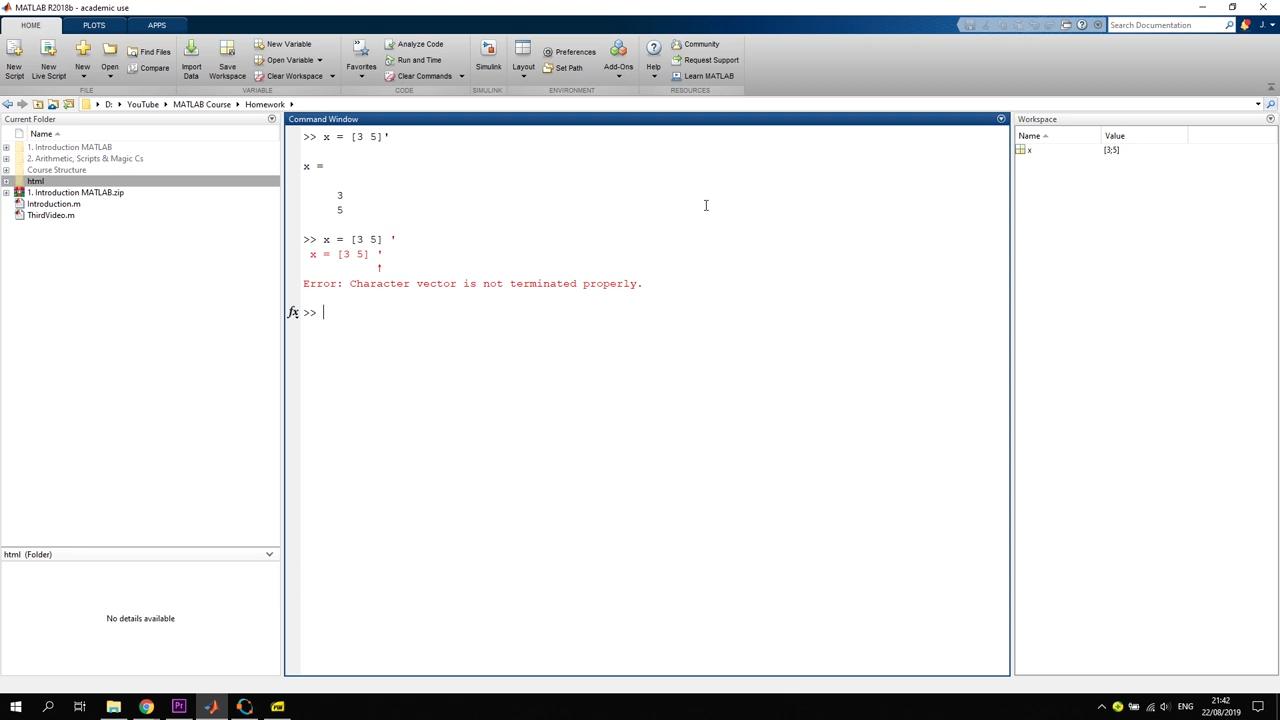 MATLAB R2018b - academic use
HOME PLOTS APPS
Search Documentation
J.
New Script
New Live Script
New
Open
Find Files
Compare
Import Data
Save Workspace
New Variable
Open Variable
Clear Workspace
Favorites
Analyze Code
Run and Time
Clear Commands
Simulink
Layout
Preferences
Set Path
Add-Ons
Help
Community
Request Support
Learn MATLAB
FILE VARIABLE CODE SIMULINK ENVIRONMENT RESOURCES
D: YouTube MATLAB Course Homework
Current Folder
Name
1. Introduction MATLAB
2. Arithmetic, Scripts & Magic Cs
Course Structure
html
1. Introduction MATLAB.zip
Introduction.m
ThirdVideo.m
html (Folder)
No details available
Command Window
>> x = [3 5]'
x =
3
5
>> x = [3 5] '
x = [3 5] '
↑
Error: Character vector is not terminated properly.
fx >>
Workspace
Name Value
x [3;5]
Pr
ENG
21:42
22/08/2019